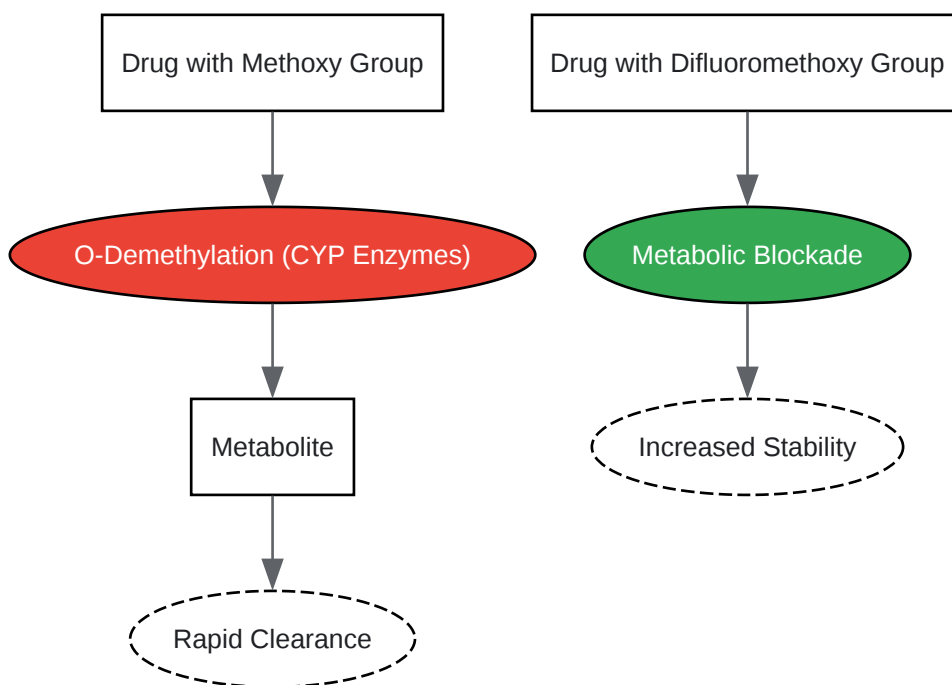 Drug with Methoxy Group
Drug with Difluoromethoxy Group
O-Demethylation (CYP Enzymes)
Metabolic Blockade
Metabolite
Increased Stability
Rapid Clearance